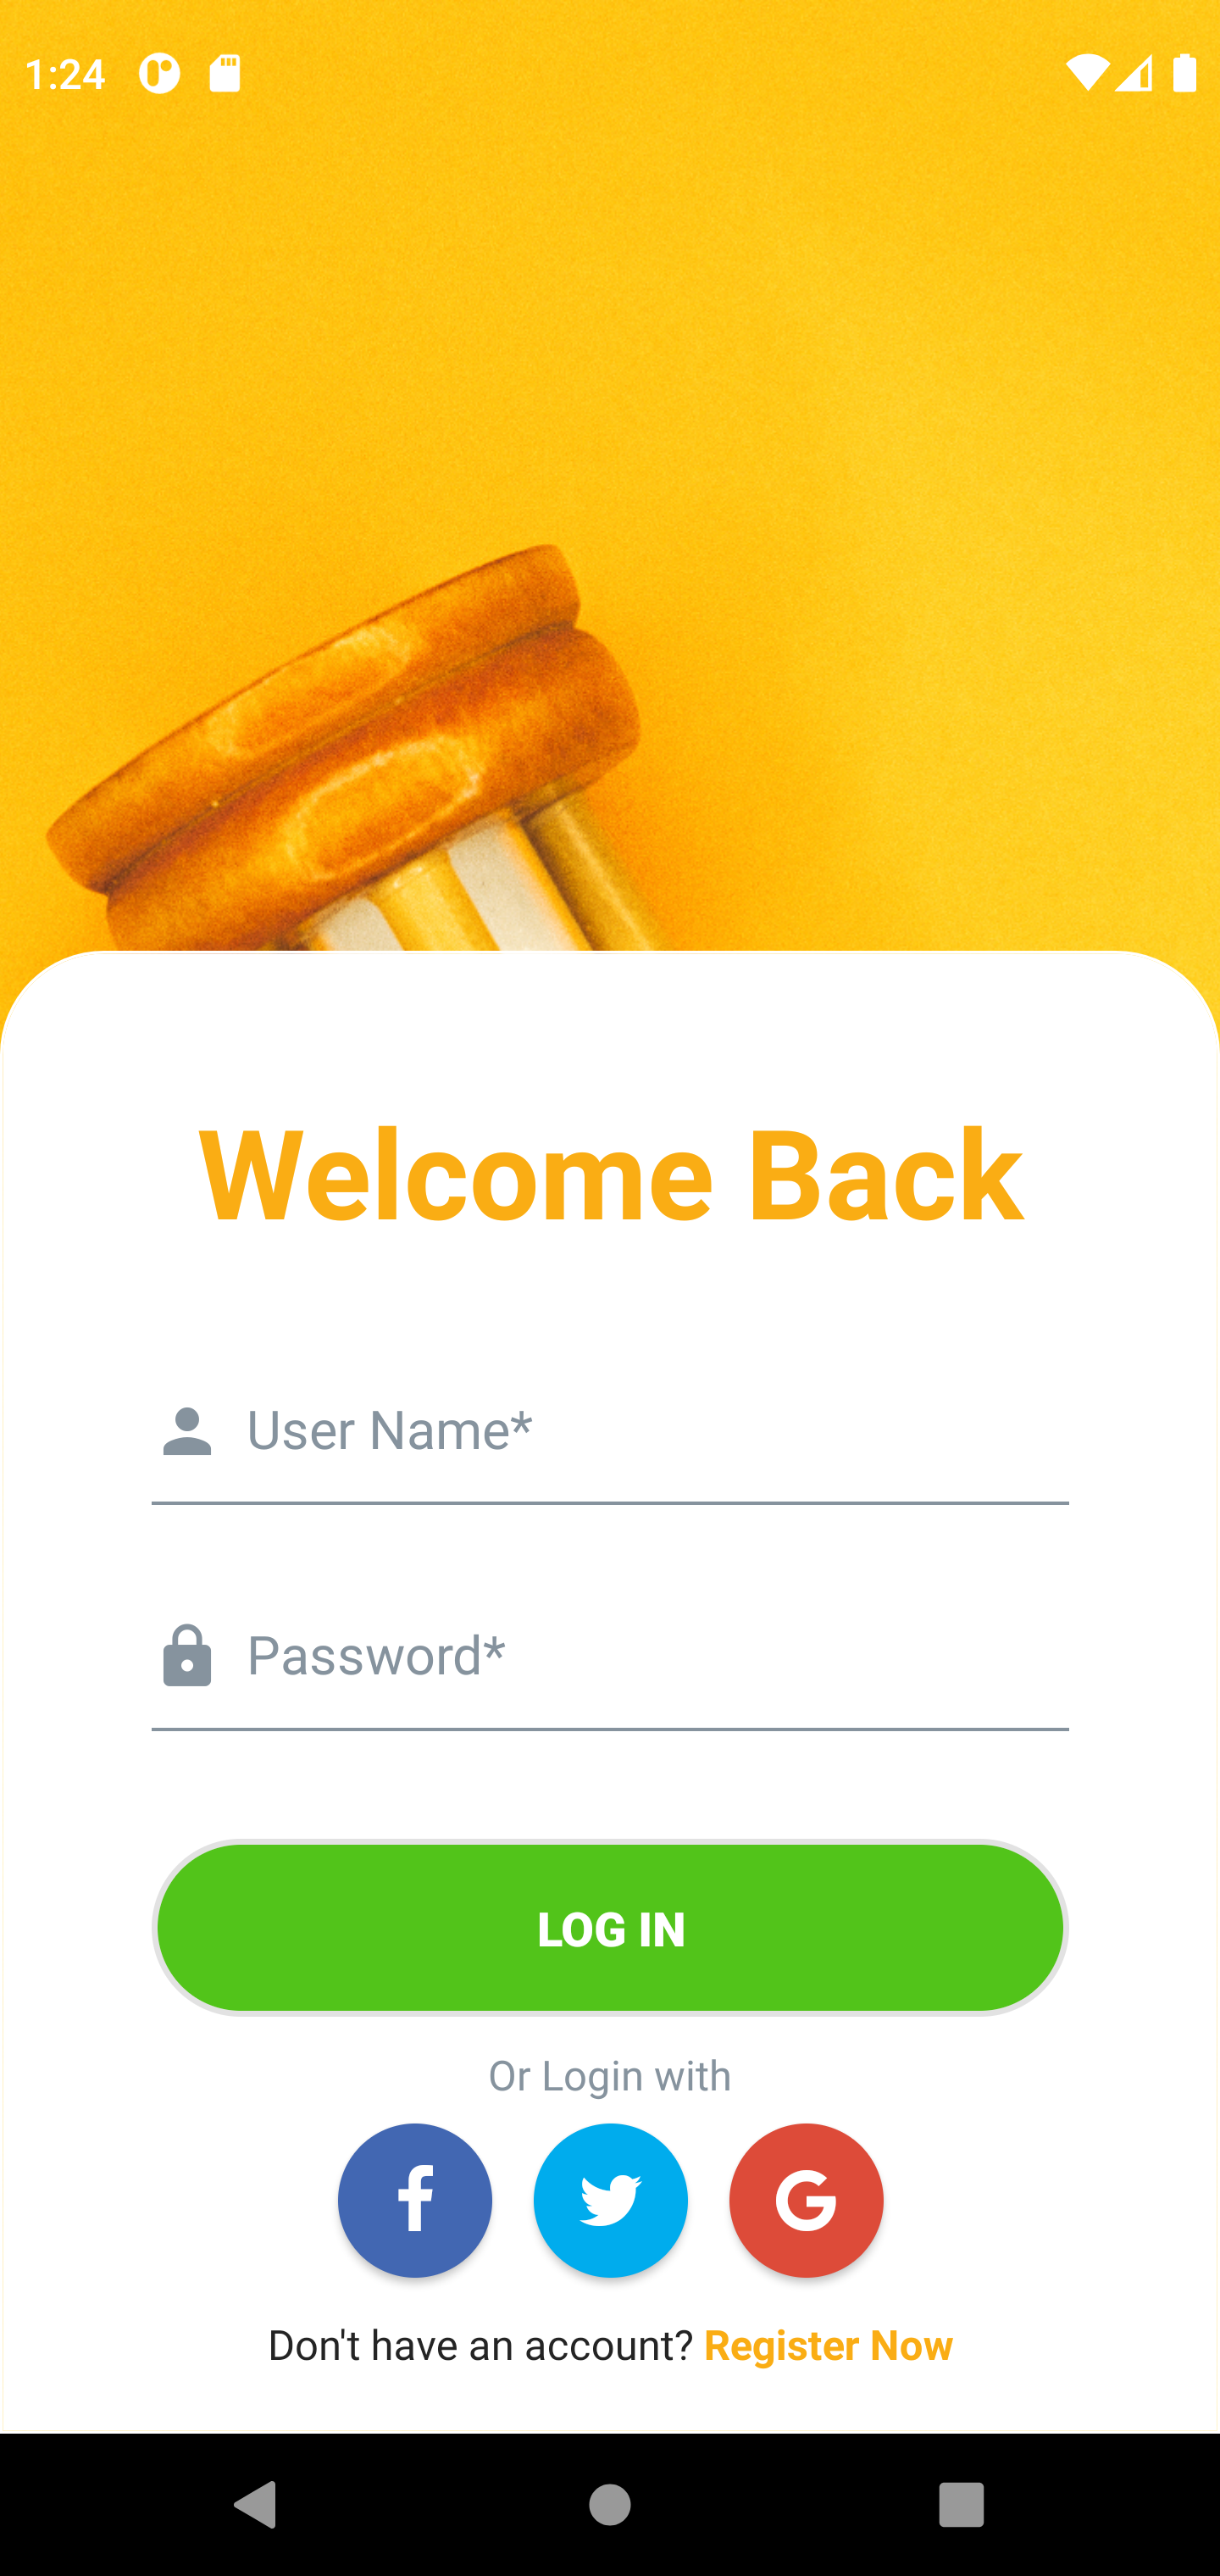 1:24
Welcome Back
User Name*
Password*
LOG IN
Or Login with
Don't have an account? Register Now